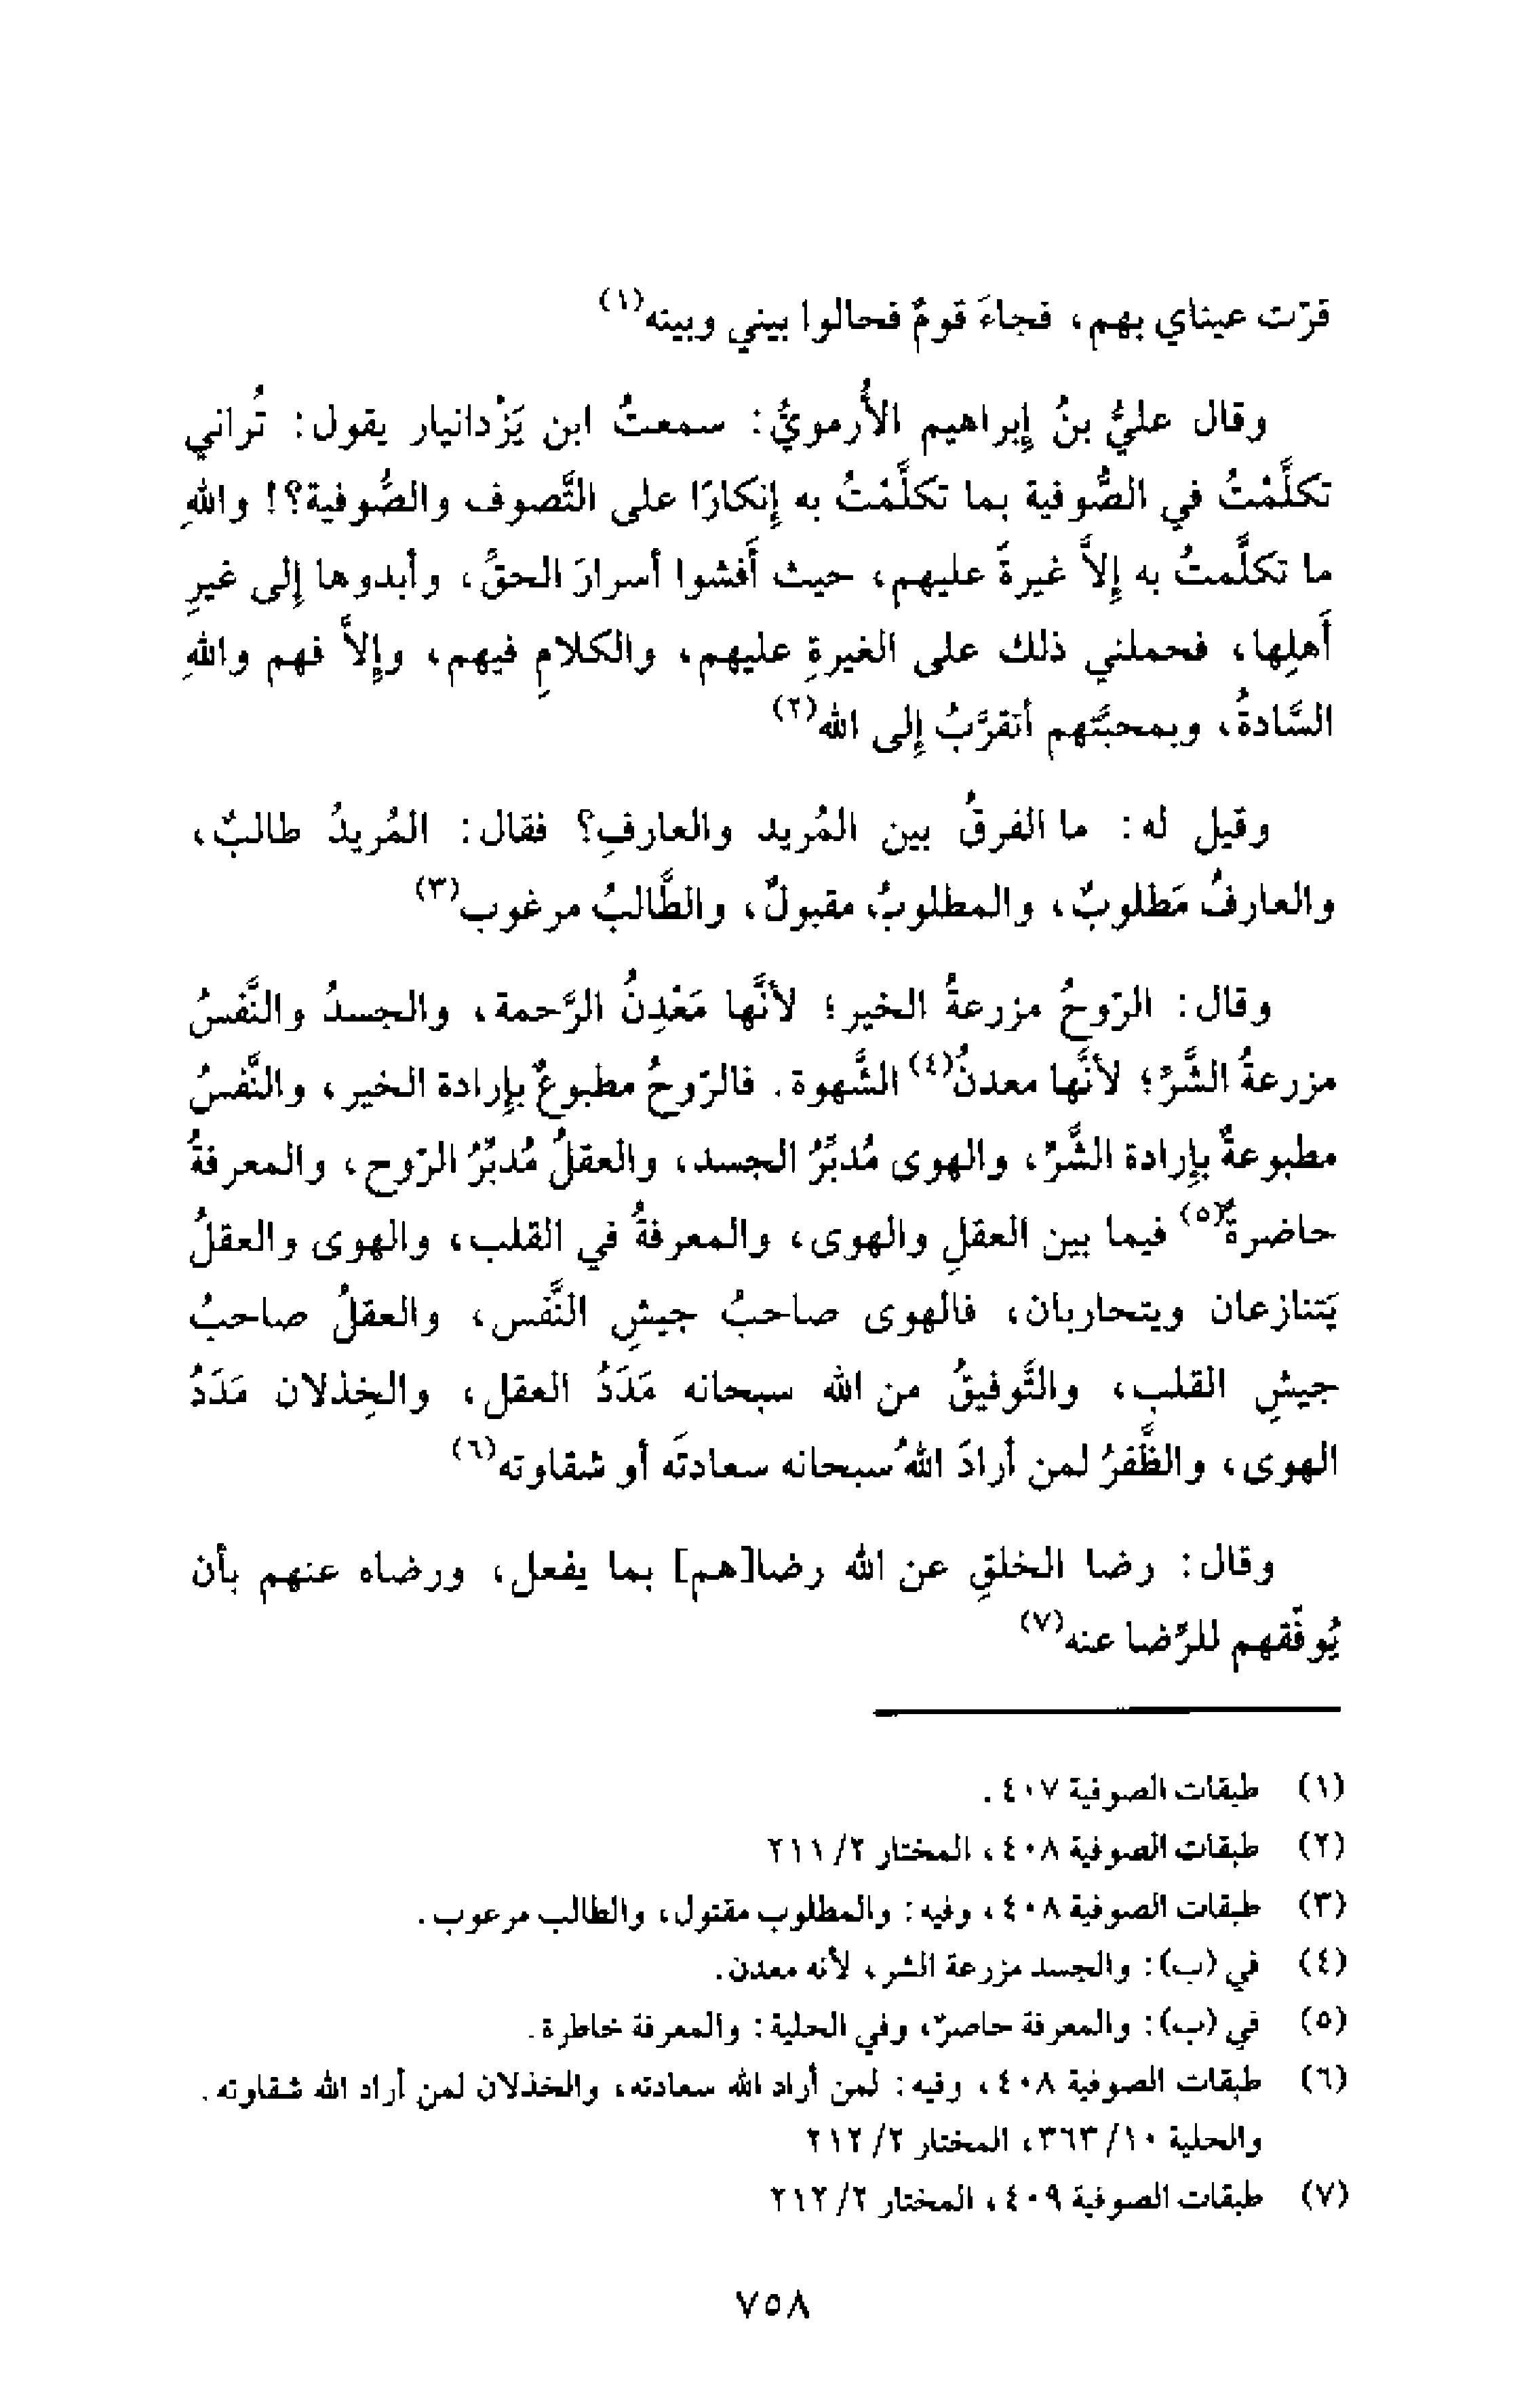 قرّت عيناي بهم، فجاءَ قومٌ فحالوا بيني وبينه(١)
وقال عليُّ بنُ إبراهيم الأُرمويُّ: سمعتُ ابن يَزْدانيار يقول: تُراني
تكلَّمْتُ في الصُّوفية بما تكلَّمْتُ به إنكارًا على التَّصوف والصُّوفية؟! واللهِ
ما تكلَّمتُ به إلاَّ غيرةً عليهم، حيث أَفشوا أسرارَ الحقِّ، وأبدوها إلى غيرِ
أَهلِها، فحملني ذلك على الغيرةِ عليهم، والكلامِ فيهم، وإلاَّ فهم واللهِ
السَّادةُ، وبمحبَّتهم أتقرَّبُ إلى الله(٢)
وقيل له: ما الفرقُ بين المُريد والعارفِ؟ فقال: المُريدُ طالبٌ،
والعارفُ مَطلوبٌ، والمطلوبُ مقبولٌ، والطَّالبُ مرغوب(٣)
وقال: الرّوحُ مزرعةُ الخير؛ لأنَّها مَعْدِنُ الرَّحمة، والجسدُ والنَّفسُ
مزرعةُ الشَّرِّ؛ لأنَّها معدنُ(٤) الشَّهوة. فالرّوحُ مطبوعٌ بإرادة الخير، والنَّفسُ
مطبوعةٌ بإرادة الشَّرِّ، والهوى مُدبِّرُ الجسد، والعقلُ مُدبِّرُ الرّوح، والمعرفةُ
حاضرةٌ(٥) فيما بين العقلِ والهوى، والمعرفةُ في القلب، والهوى والعقلُ
يَتنازعان ويتحاربان، فالهوى صاحبُ جيشِ النَّفس، والعقلُ صاحبُ
جيشِ القلب، والتَّوفيقُ من الله سبحانه مَدَدُ العقل، والخِذلان مَدَدُ
الهوى، والظَّفرُ لمن أرادَ اللهُ سبحانه سعادتَه أو شقاوته(٦)
وقال: رضا الخلقِ عن الله رضا[هم] بما يفعل، ورضاه عنهم بأن
يُوفّقهم للرِّضا عنه(٧)
(١) طبقات الصوفية ٤٠٧.
(٢) طبقات الصوفية ٤٠٨، المختار ٢/ ٢١١
(٣) طبقات الصوفية ٤٠٨، وفيه: والمطلوب مقتول، والطالب مرعوب.
(٤) في (ب): والجسد مزرعة الشر، لأنه معدن.
(٥) في (ب): والمعرفة حاصرٌ، وفي الحلية: والمعرفة خاطرة.
(٦) طبقات الصوفية ٤٠٨، وفيه: لمن أراد الله سعادته، والخذلان لمن أراد الله شقاوته.
والحلية ١٠/ ٣٦٣، المختار ٢/ ٢١٢
(٧) طبقات الصوفية ٤٠٩، المختار ٢/ ٢١٢
٧٥٨